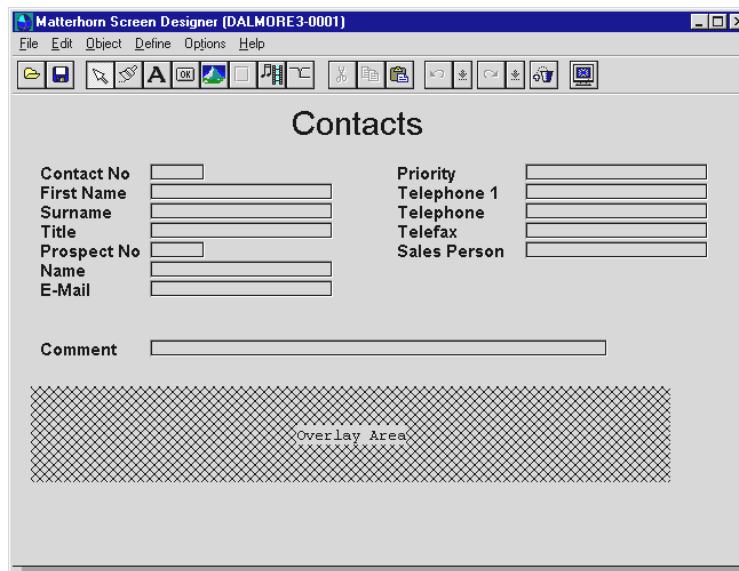 Matterhorn Screen Designer (DALMORE3-0001)
File Edit Object Define Options Help
A OK
Contacts
Contact No
First Name
Surname
Title
Prospect No
Name
E-Mail
Priority
Telephone 1
Telephone
Telefax
Sales Person
Comment
Overlay Area